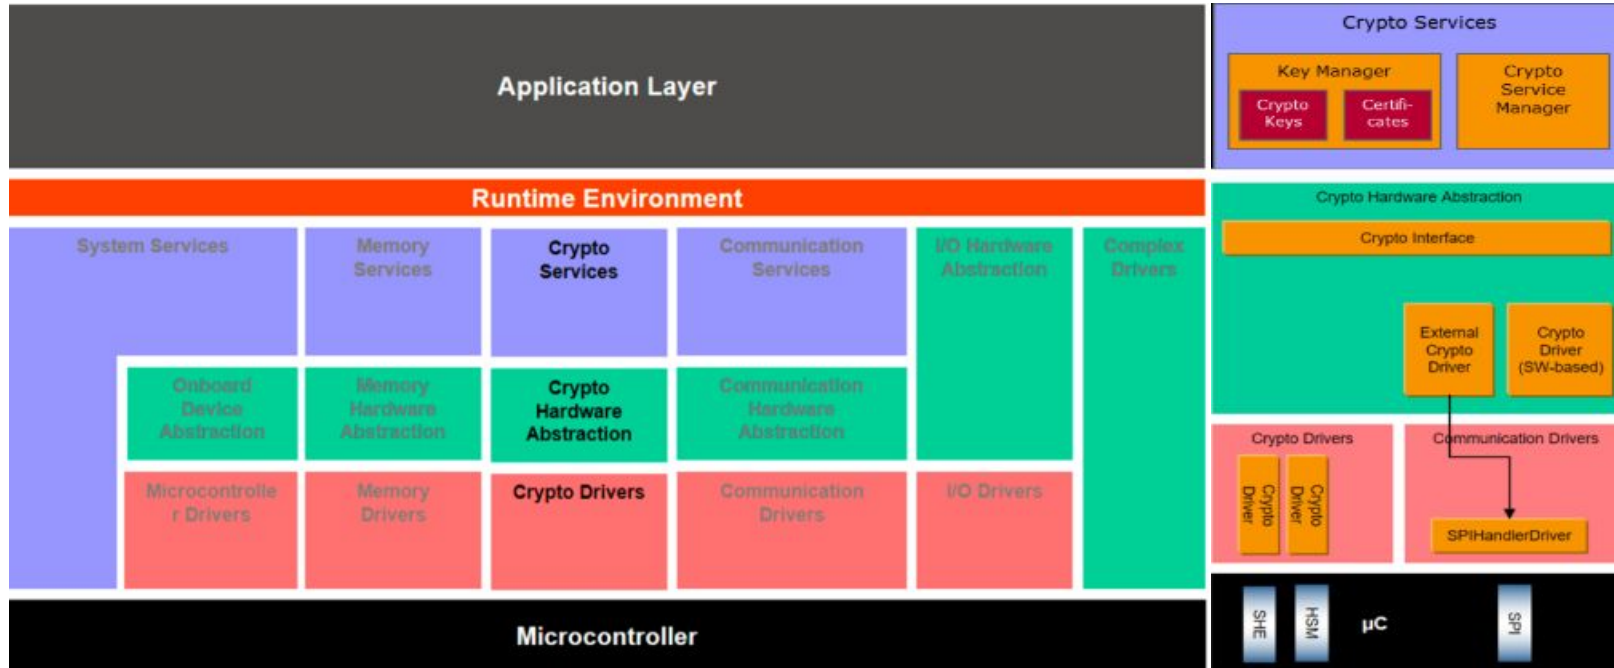 Application Layer
Runtime Environment
System Services
Memory
Services
Crypto
Services
Communication
Services
I/O Hardware
Abstraction
Complex
Drivers
Onboard
Device
Abstraction
Memory
Hardware
Abstraction
Crypto
Hardware
Abstraction
Communication
Hardware
Abstraction
Microcontrolle
r Drivers
Memory
Drivers
Crypto Drivers
Communication
Drivers
I/O Drivers
Microcontroller
Crypto Services
Key Manager
Crypto
Keys
Certifi-
cates
Crypto
Service
Manager
Crypto Hardware Abstraction
Crypto Interface
External
Crypto
Driver
Crypto
Driver
(SW-based)
Crypto Drivers
Crypto
Driver
Crypto
Driver
Communication Drivers
SPIHandlerDriver
SHE
HSM
µC
SPI